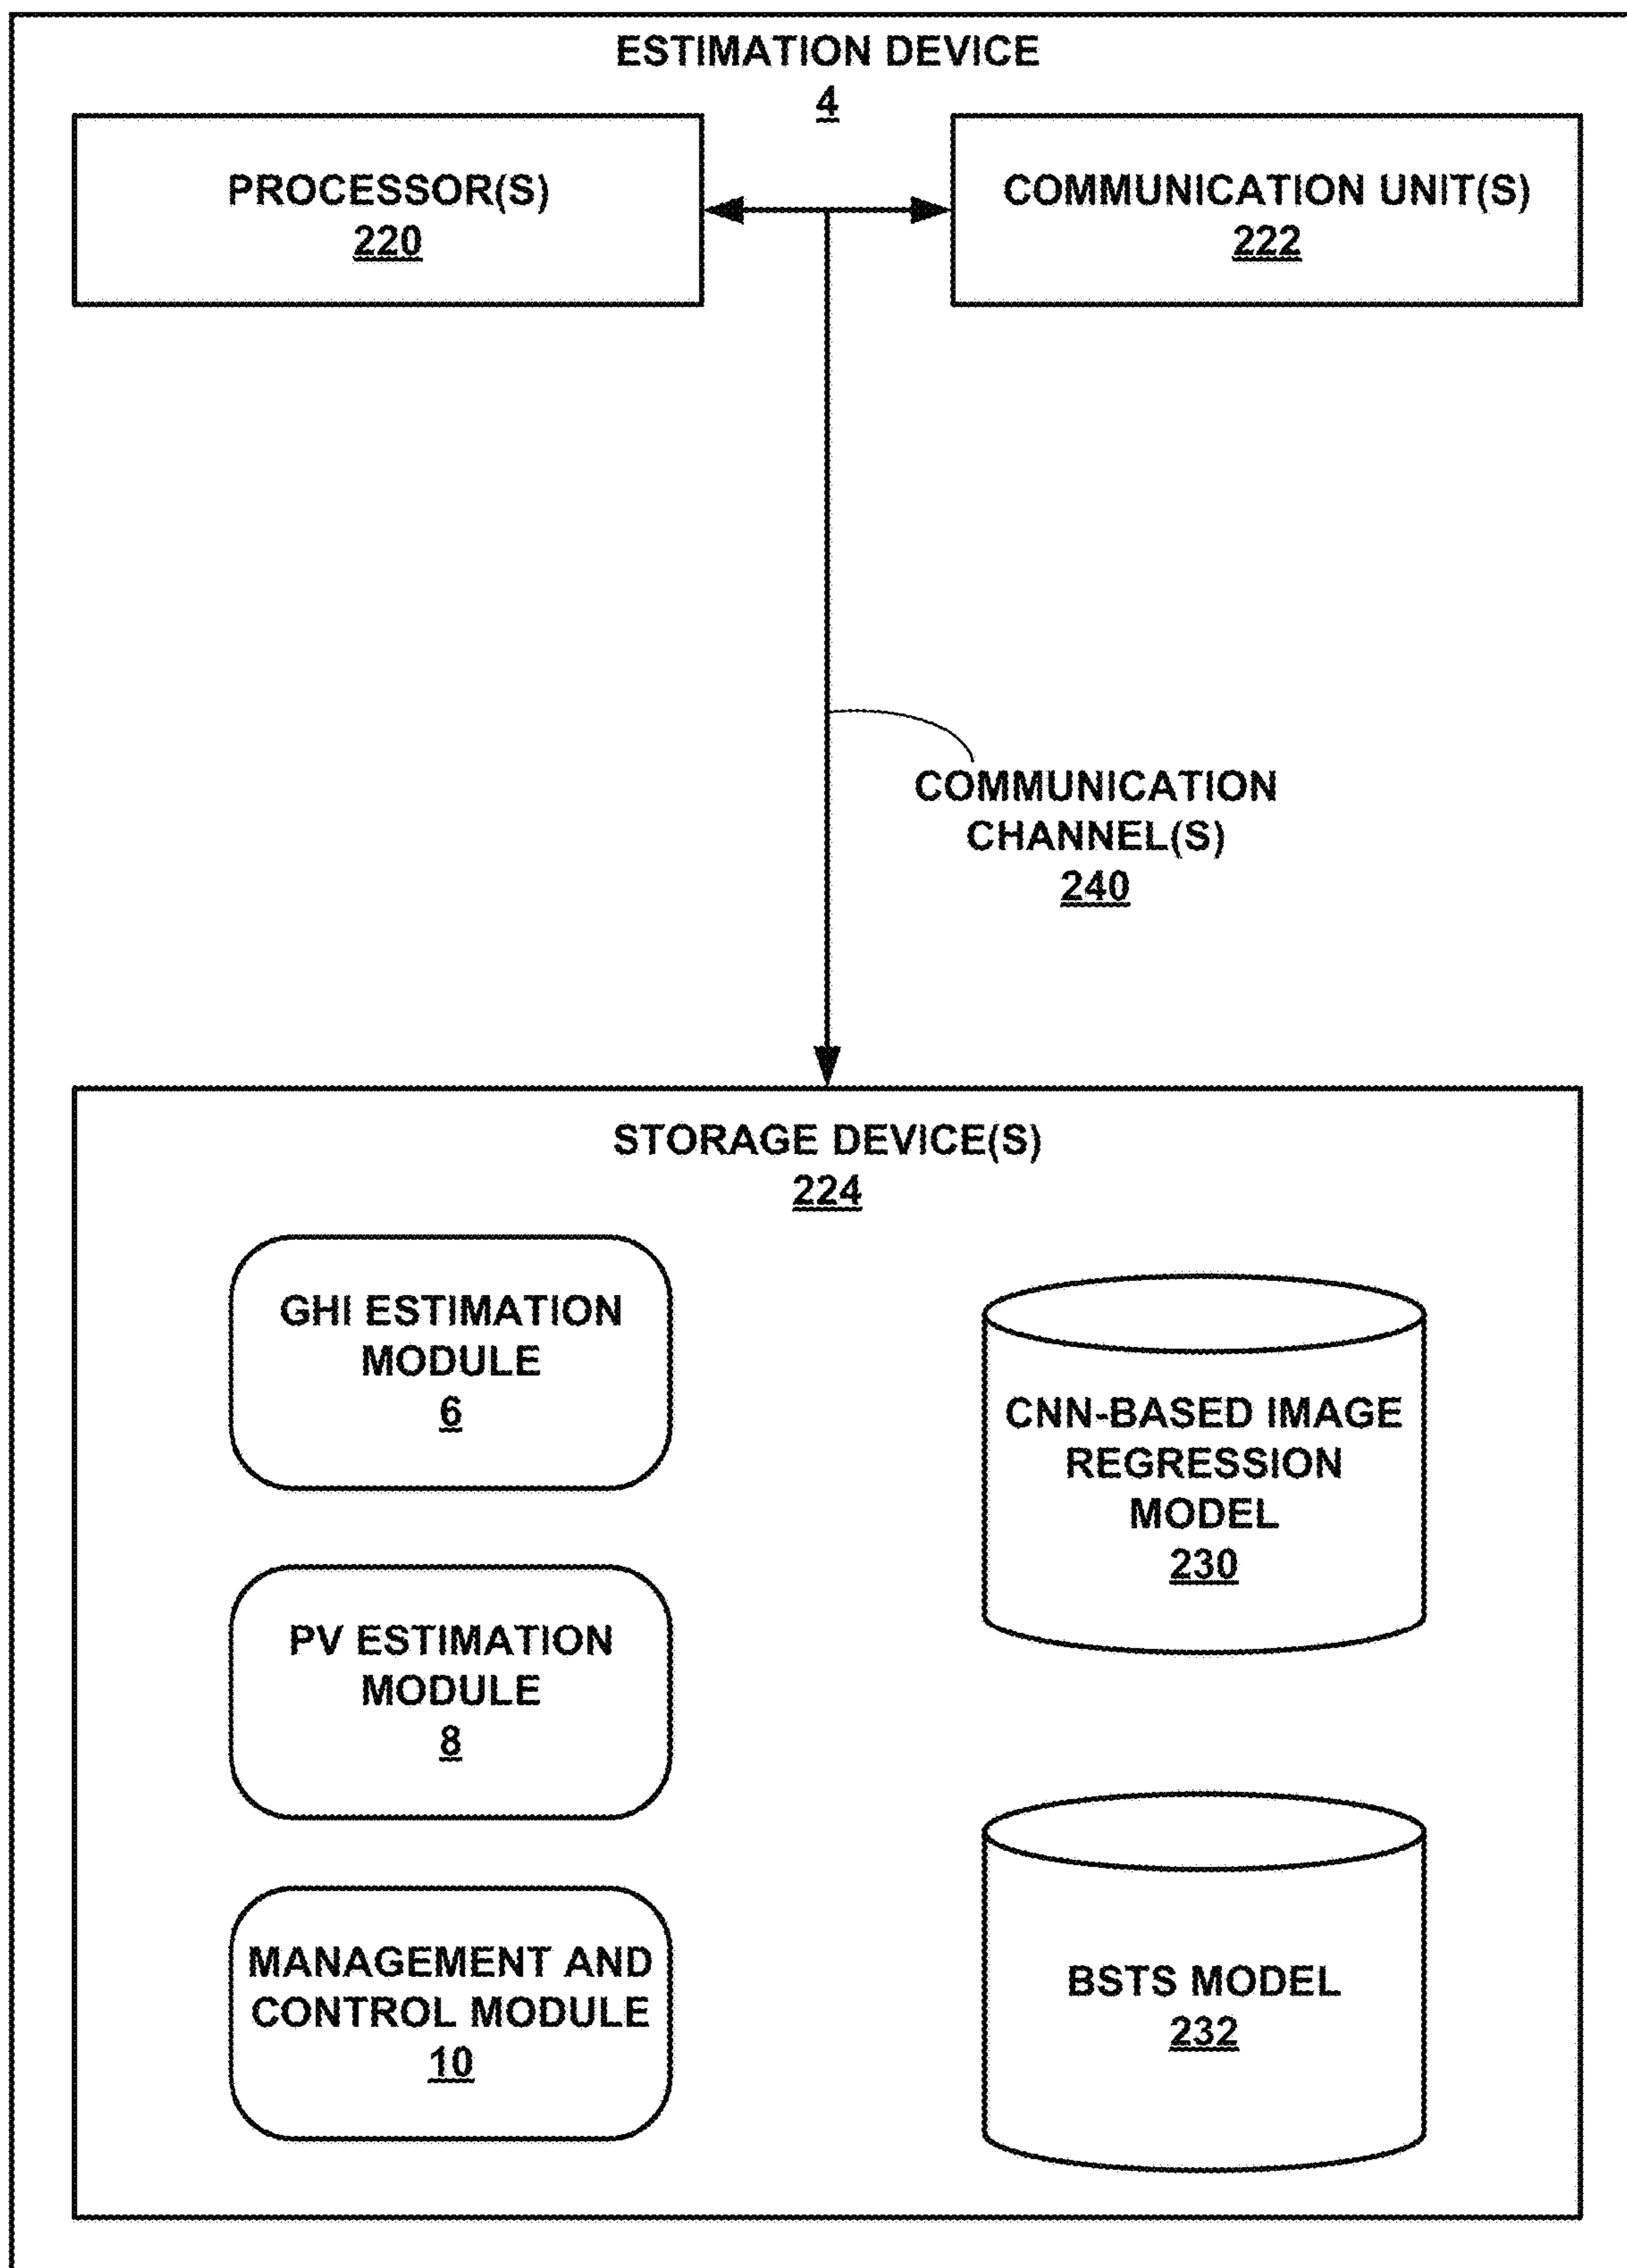 ESTIMATION DEVICE
4
PROCESSOR(S)
220
COMMUNICATION UNIT(S)
222
COMMUNICATION
CHANNEL(S)
240
STORAGE DEVICE(S)
224
GHI ESTIMATION
MODULE
6
PV ESTIMATION
MODULE
8
MANAGEMENT AND
CONTROL MODULE
10
CNN-BASED IMAGE
REGRESSION
MODEL
230
BSTS MODEL
232